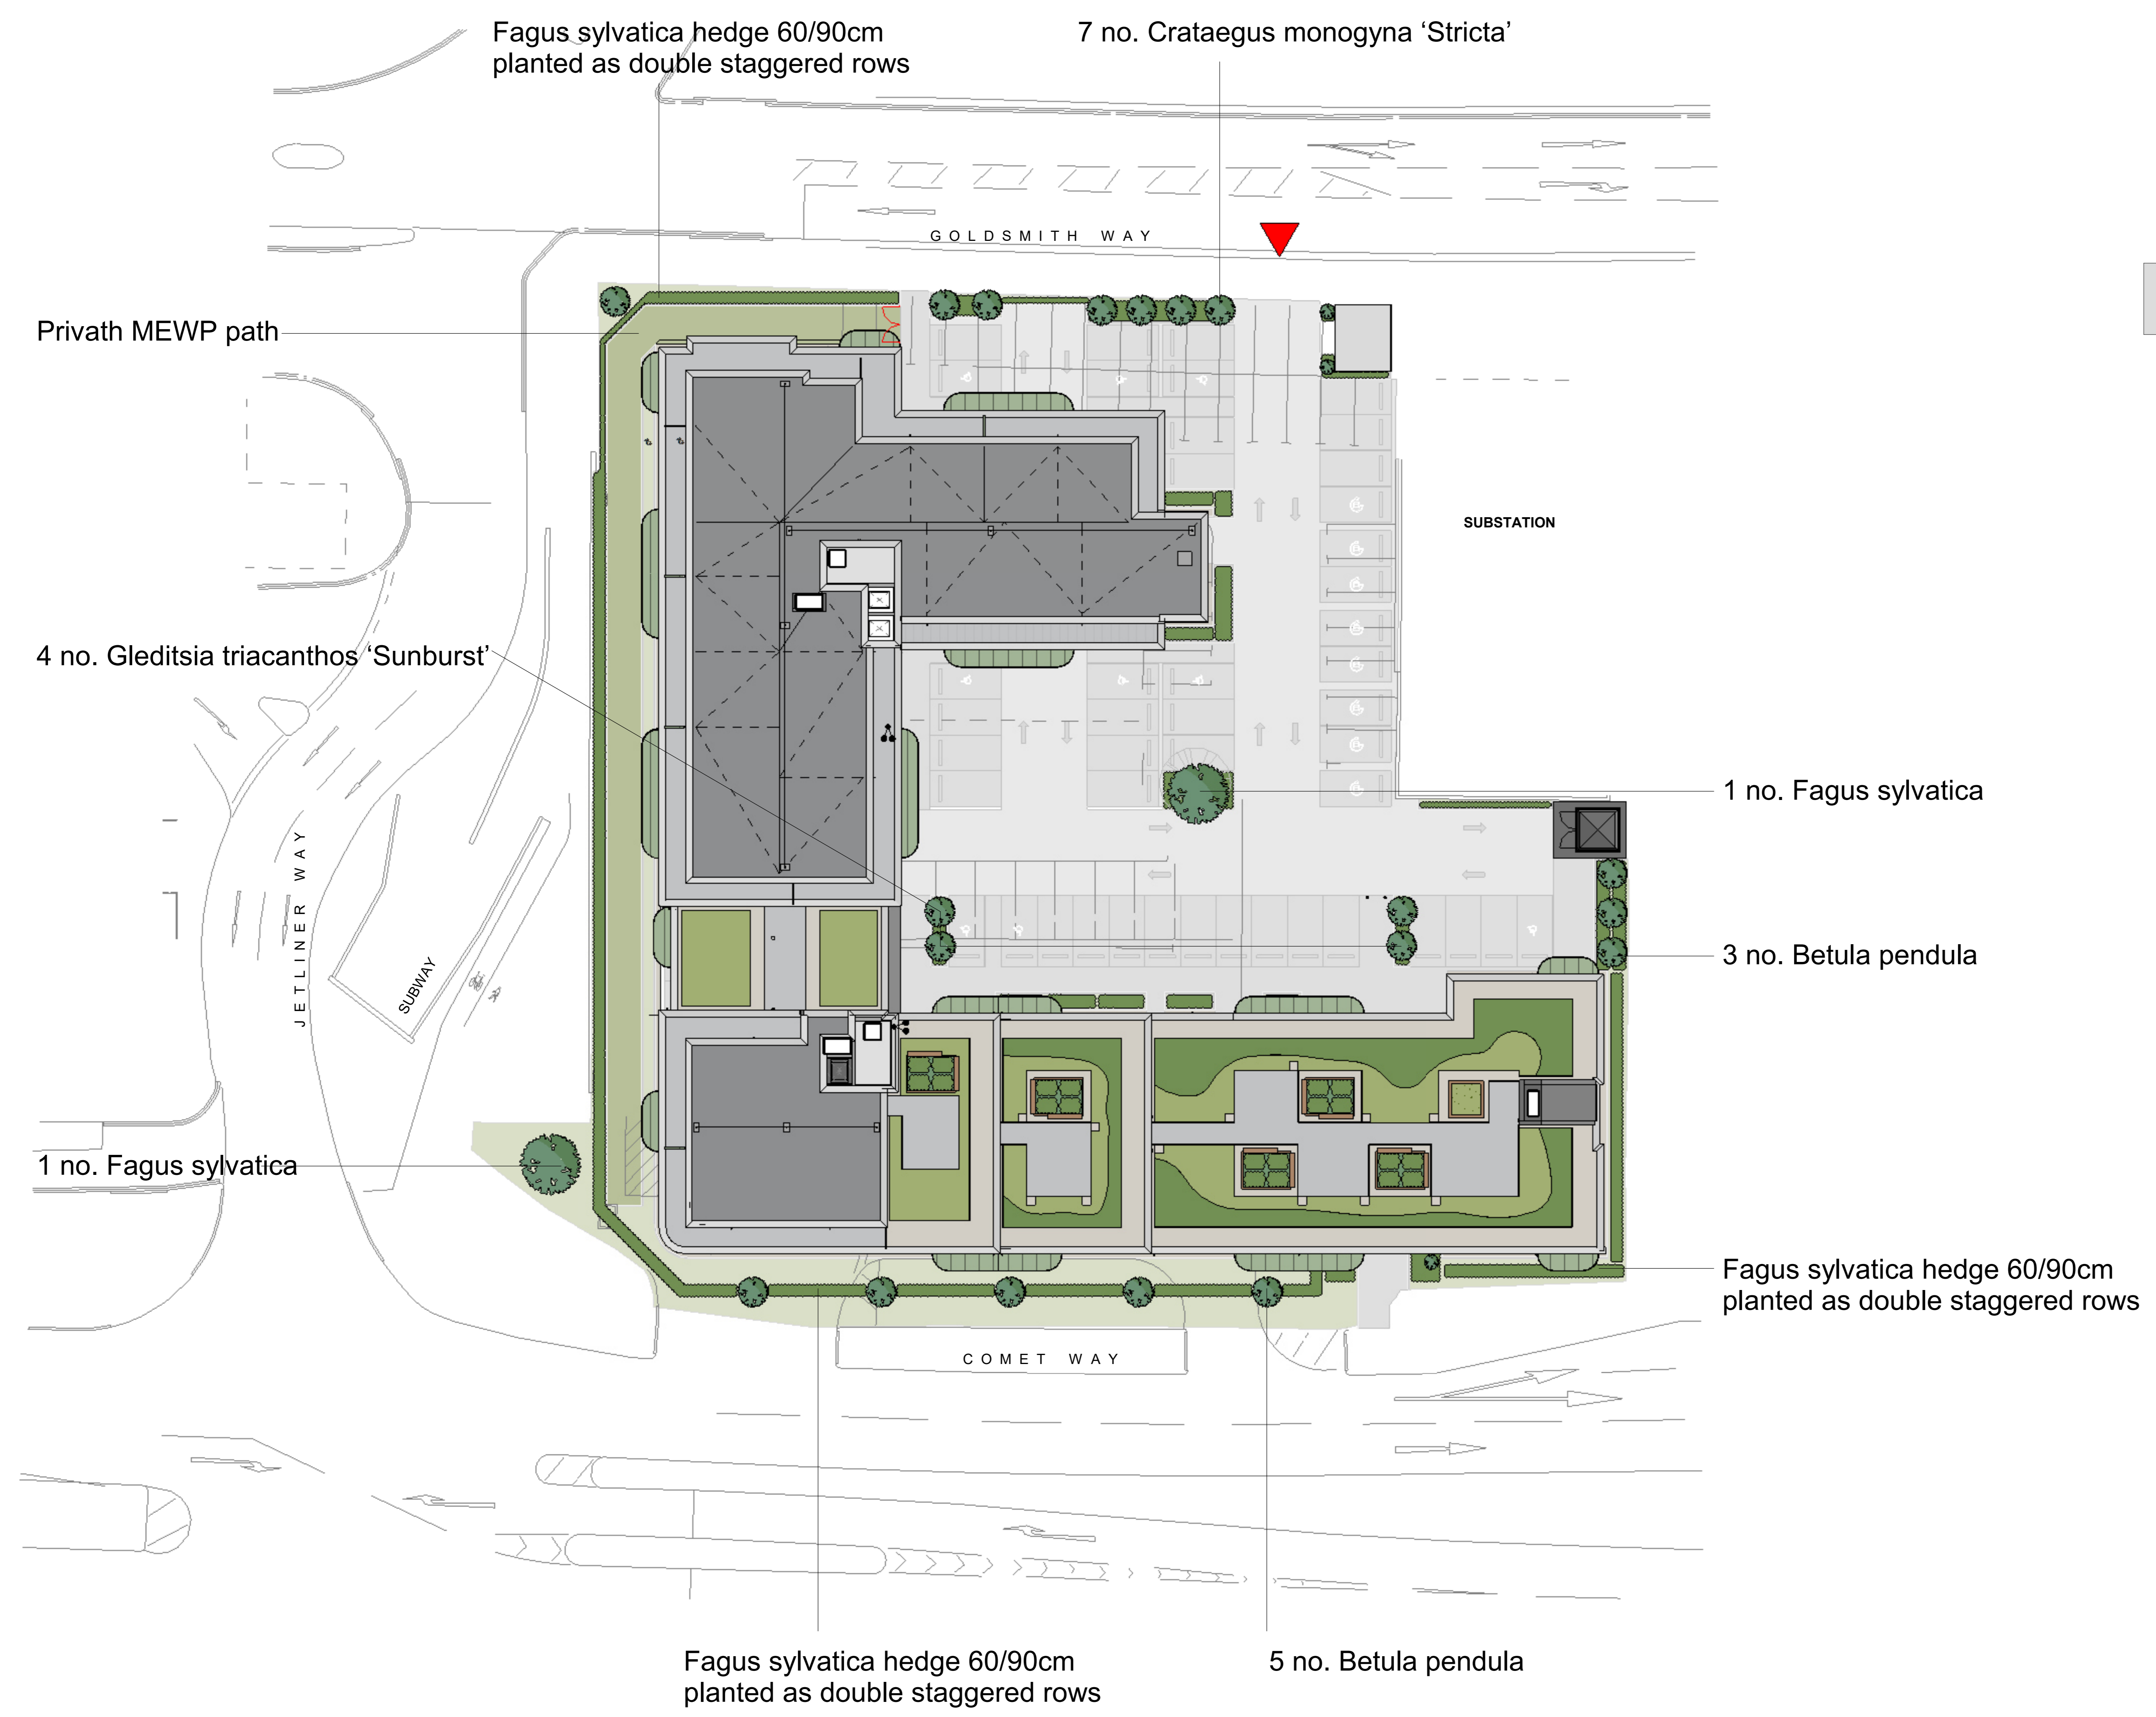 Fagus sylvatica hedge 60/90cm
planted as double staggered rows
7 no. Crataegus monogyna ‘Stricta’
GOLDSMITH WAY
Privath MEWP path
SUBSTATION
4 no. Gleditsia triacanthos ‘Sunburst’
1 no. Fagus sylvatica
JETLINER WAY
SUBWAY
3 no. Betula pendula
1 no. Fagus sylvatica
Fagus sylvatica hedge 60/90cm
planted as double staggered rows
COMET WAY
Fagus sylvatica hedge 60/90cm
planted as double staggered rows
5 no. Betula pendula